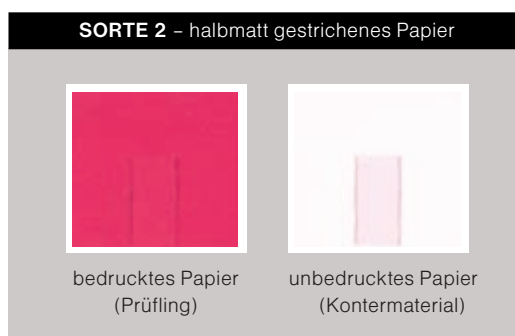 SORTE 2 – halbmatt gestrichenes Papier
bedrucktes Papier
(Prüfling)
unbedrucktes Papier
(Kontermaterial)